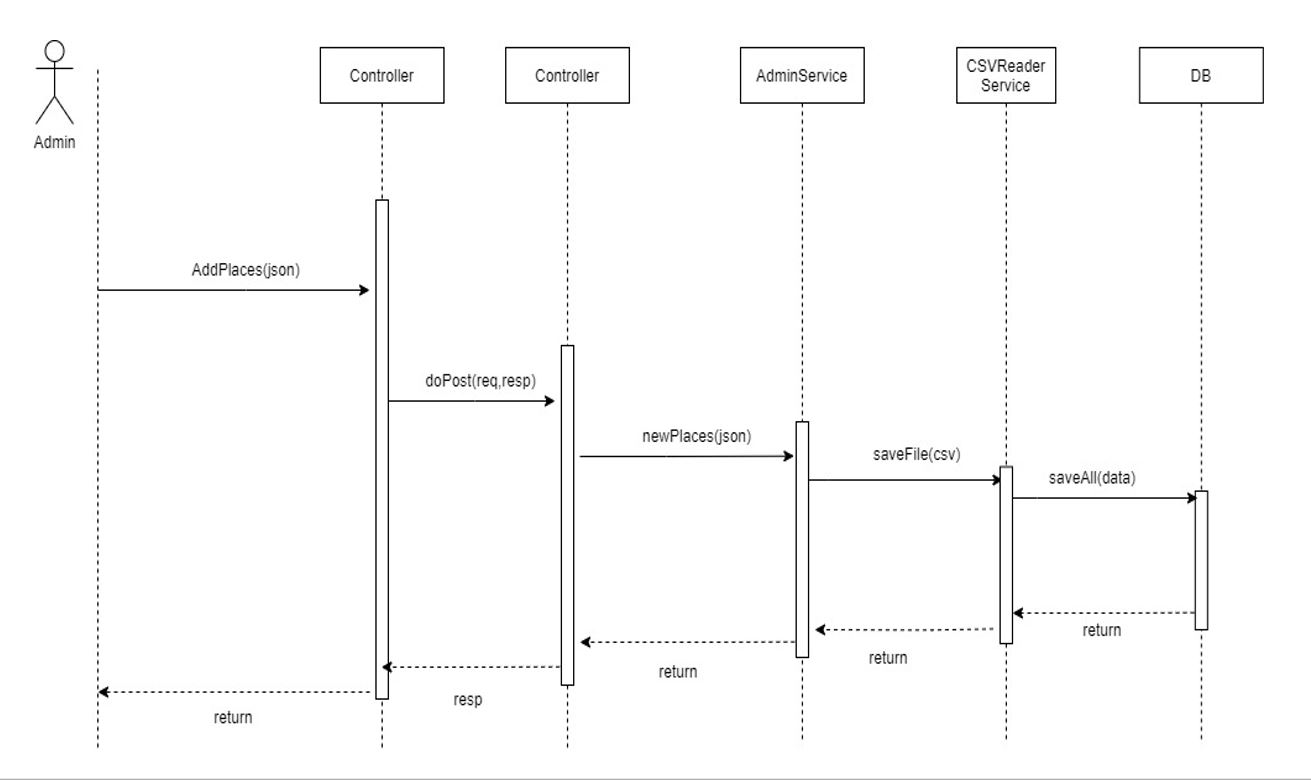 Admin
Controller
Controller
AdminService
CSVReader
Service
DB
AddPlaces(json)
doPost(req,resp)
newPlaces(json)
saveFile(csv)
saveAll(data)
return
return
return
resp
return